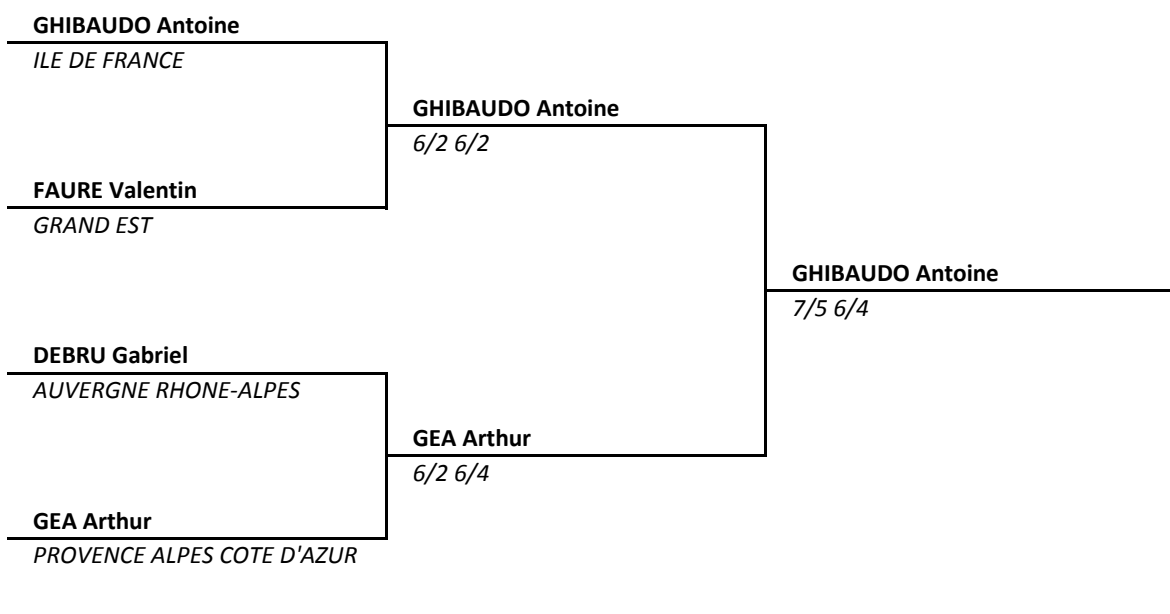 GHIBAUDO Antoine
ILE DE FRANCE
GHIBAUDO Antoine
6/2 6/2
FAURE Valentin
GRAND EST
GHIBAUDO Antoine
7/5 6/4
DEBRU Gabriel
AUVERGNE RHONE-ALPES
GEA Arthur
6/2 6/4
GEA Arthur
PROVENCE ALPES COTE D'AZUR